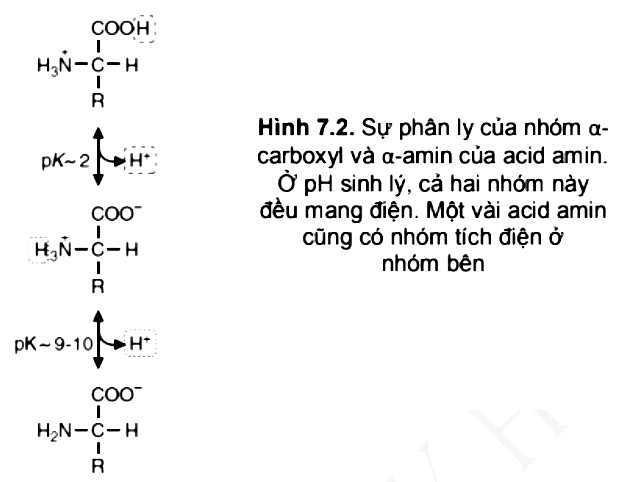 COOH
H₃N⁺–C–H
R
pK~2
H⁺
COO⁻
H₃N⁺–C–H
R
pK~9-10
H⁺
COO⁻
H₂N–C–H
R
Hình 7.2. Sự phân ly của nhóm α-
carboxyl và α-amin của acid amin.
Ở pH sinh lý, cả hai nhóm này
đều mang điện. Một vài acid amin
cũng có nhóm tích điện ở
nhóm bên